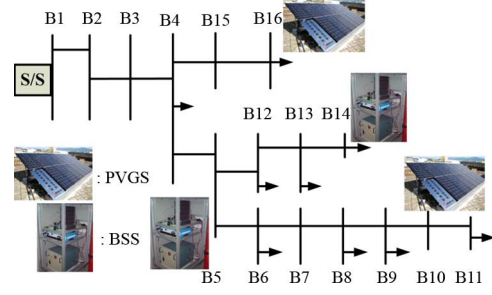 B1 B2 B3 B4 B15 B16
S/S
B12 B13 B14
: PVGS
: BSS
B5 B6 B7 B8 B9 B10 B11